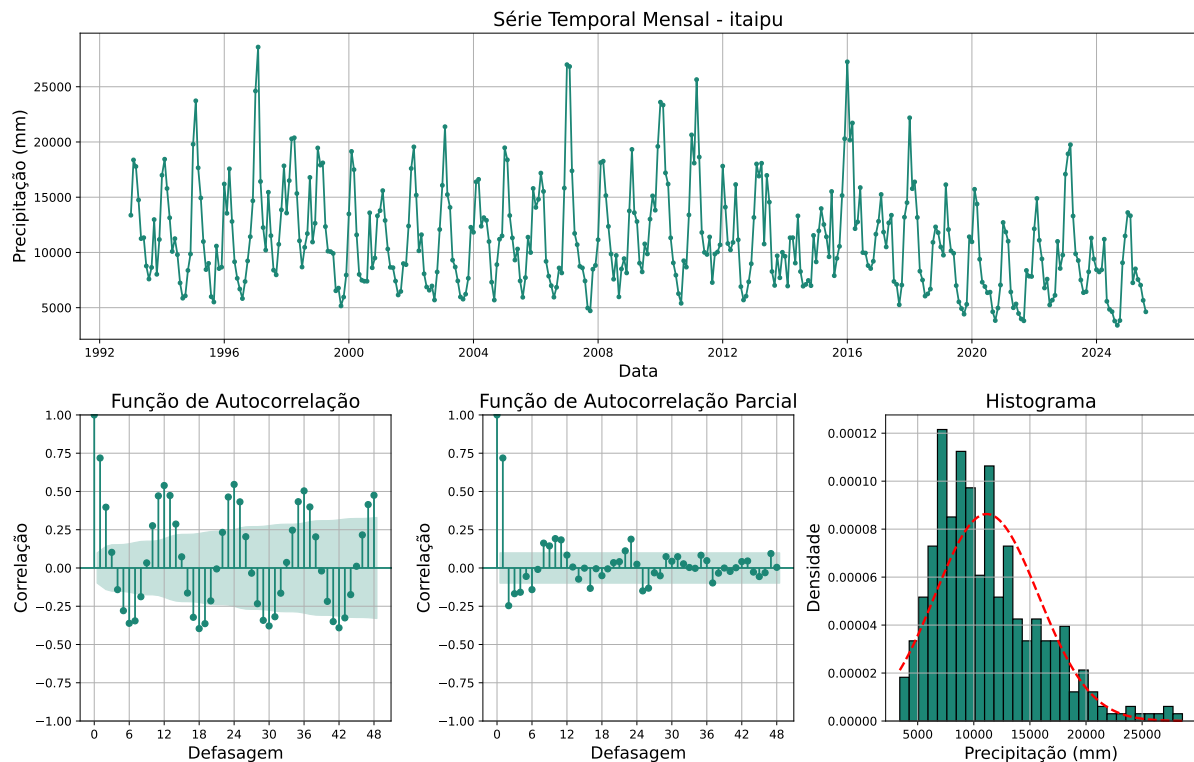 Série Temporal Mensal - itaipu
Precipitação (mm)
25000
20000
15000
10000
5000
1992 1996 2000 2004 2008 2012 2016 2020 2024
Data
Função de Autocorrelação
Correlação
1.00
0.75
0.50
0.25
0.00
−0.25
−0.50
−0.75
−1.00
0 6 12 18 24 30 36 42 48
Defasagem
Função de Autocorrelação Parcial
Correlação
1.00
0.75
0.50
0.25
0.00
−0.25
−0.50
−0.75
−1.00
0 6 12 18 24 30 36 42 48
Defasagem
Histograma
Densidade
0.00012
0.00010
0.00008
0.00006
0.00004
0.00002
0.00000
5000 10000 15000 20000 25000
Precipitação (mm)